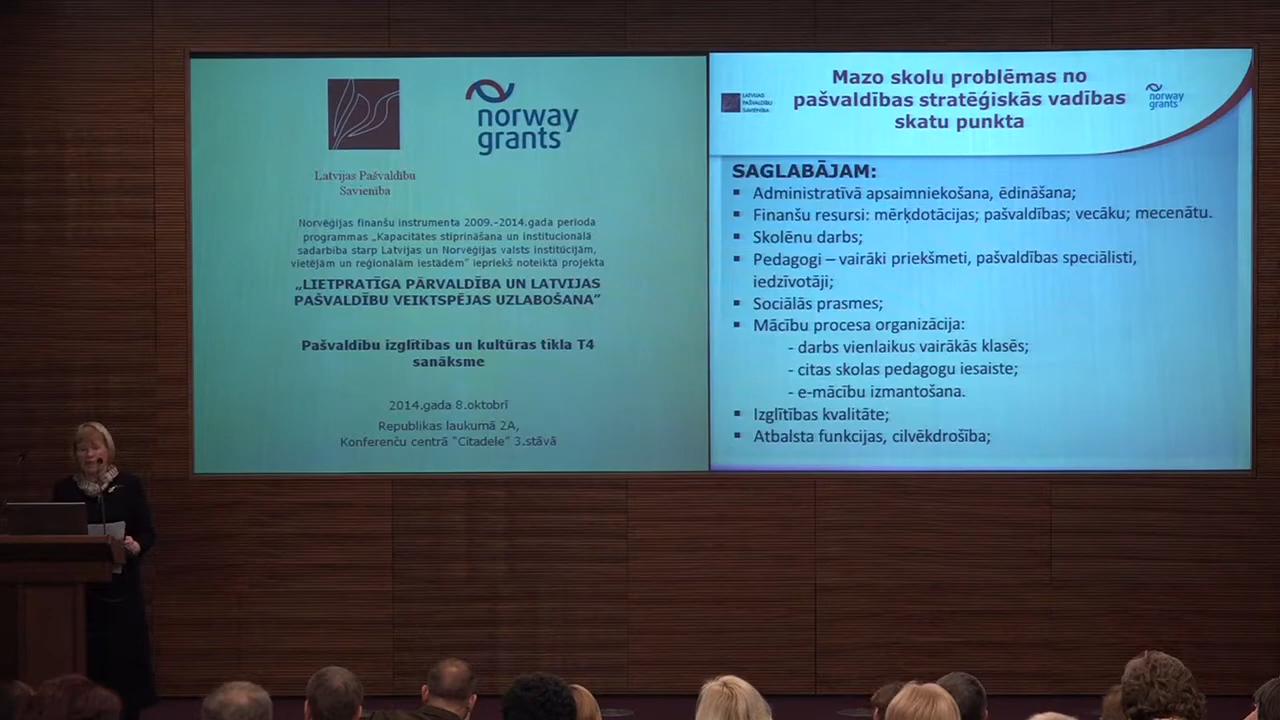 norway
grants
Latvijas Pašvaldību
Savienība
Norvēģijas finanšu instrumenta 2009.-2014.gada perioda
programmas „Kapacitātes stiprināšana un institucionālā
sadarbība starp Latvijas un Norvēģijas valsts institūcijām,
vietējām un reģionālām iestādēm” iepriekš noteiktā projekta
„LIETPRATĪGA PĀRVALDĪBA UN LATVIJAS
PAŠVALDĪBU VEIKTSPĒJAS UZLABOŠANA”
Pašvaldību izglītības un kultūras tīkla T4
sanāksme
2014.gada 8.oktobrī
Republikas laukumā 2A,
Konferenču centrā “Citadele” 3.stāvā
LATVIJAS
PAŠVALDĪBU
SAVIENĪBA
Mazo skolu problēmas no
pašvaldības stratēģiskās vadības
skatu punkta
norway
grants
SAGLABĀJAM:
▪ Administratīvā apsaimniekošana, ēdināšana;
▪ Finanšu resursi: mērķdotācijas; pašvaldības; vecāku; mecenātu.
▪ Skolēnu darbs;
▪ Pedagogi – vairāki priekšmeti, pašvaldības speciālisti,
iedzīvotāji;
▪ Sociālās prasmes;
▪ Mācību procesa organizācija:
- darbs vienlaikus vairākās klasēs;
- citas skolas pedagogu iesaiste;
- e-mācību izmantošana.
▪ Izglītības kvalitāte;
▪ Atbalsta funkcijas, cilvēkdrošība;